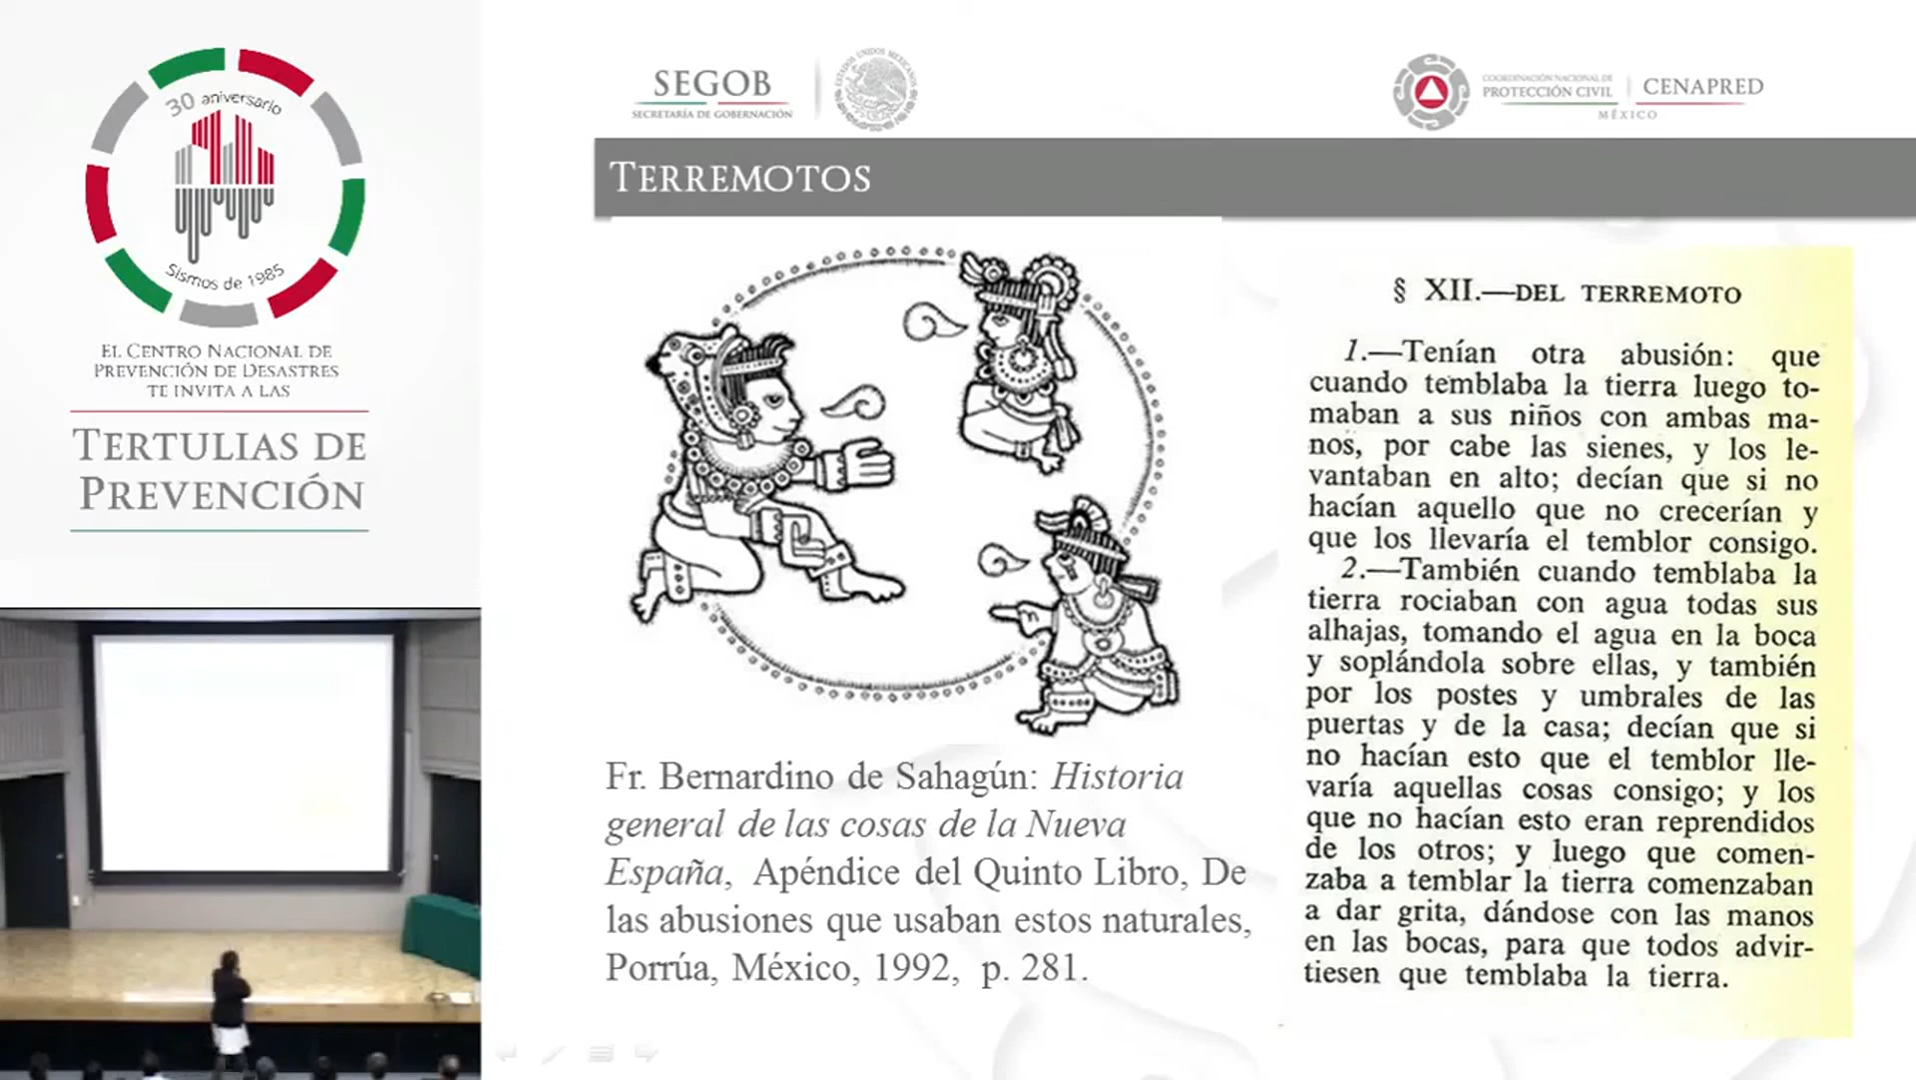 30 aniversario
Sismos de 1985
EL CENTRO NACIONAL DE
PREVENCIÓN DE DESASTRES
TE INVITA A LAS
TERTULIAS DE
PREVENCIÓN
SEGOB
SECRETARÍA DE GOBERNACIÓN
ESTADOS UNIDOS MEXICANOS
COORDINACIÓN NACIONAL DE
PROTECCIÓN CIVIL
CENAPRED
MÉXICO
TERREMOTOS
Fr. Bernardino de Sahagún: Historia
general de las cosas de la Nueva
España, Apéndice del Quinto Libro, De
las abusiones que usaban estos naturales,
Porrúa, México, 1992, p. 281.
§ XII.—DEL TERREMOTO
1.—Tenían otra abusión: que
cuando temblaba la tierra luego to-
maban a sus niños con ambas ma-
nos, por cabe las sienes, y los le-
vantaban en alto; decían que si no
hacían aquello que no crecerían y
que los llevaría el temblor consigo.
2.—También cuando temblaba la
tierra rociaban con agua todas sus
alhajas, tomando el agua en la boca
y soplándola sobre ellas, y también
por los postes y umbrales de las
puertas y de la casa; decían que si
no hacían esto que el temblor lle-
varía aquellas cosas consigo; y los
que no hacían esto eran reprendidos
de los otros; y luego que comen-
zaba a temblar la tierra comenzaban
a dar grita, dándose con las manos
en las bocas, para que todos advir-
tiesen que temblaba la tierra.